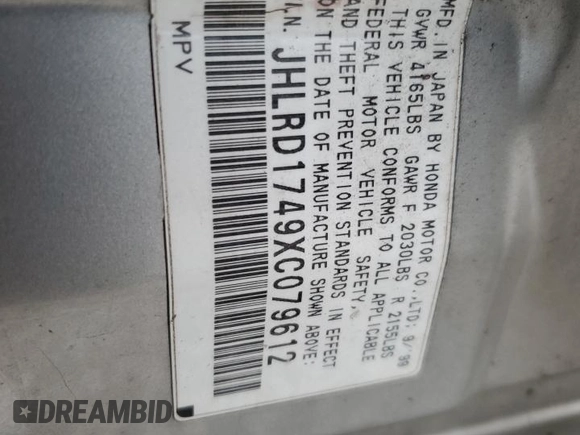 MFD. IN JAPAN BY HONDA MOTOR CO.,LTD; 9/99
GVWR 4165LBS GAWR F 2030LBS R 2155LBS
THIS VEHICLE CONFORMS TO ALL APPLICABLE
FEDERAL MOTOR VEHICLE SAFETY,
AND THEFT PREVENTION STANDARDS IN EFFECT
ON THE DATE OF MANUFACTURE SHOWN ABOVE:
V.I.N. JHLRD1749XC079612
MPV
DREAMBID